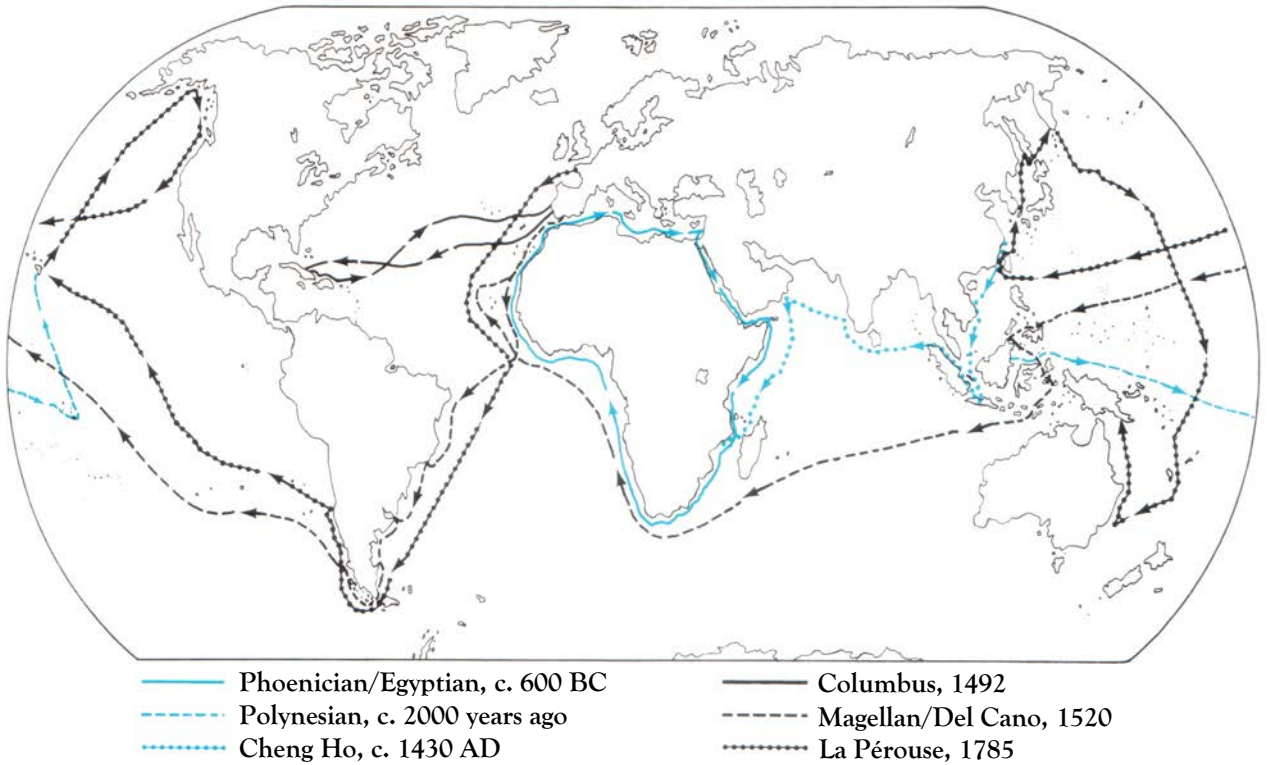 Phoenician/Egyptian, c. 600 BC
Polynesian, c. 2000 years ago
Cheng Ho, c. 1430 AD
Columbus, 1492
Magellan/Del Cano, 1520
La Pérouse, 1785